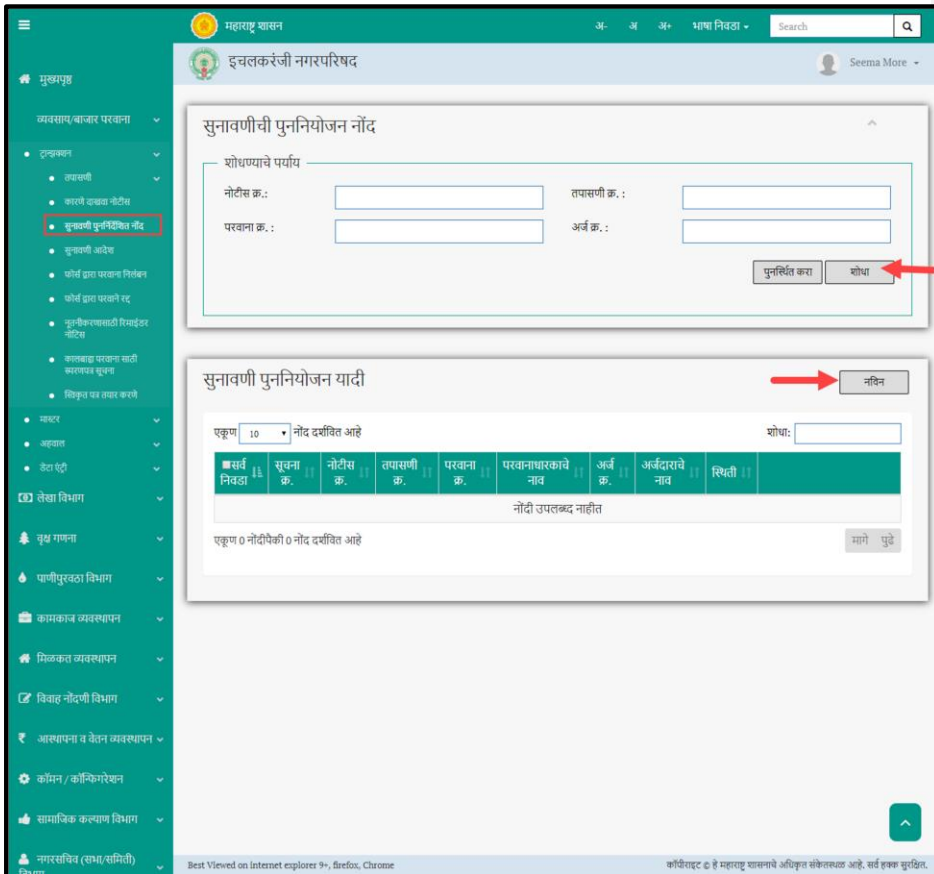 महाराष्ट्र शासन
अ- अ अ+ भाषा निवडा Search
इचलकरंजी नगरपरिषद
Seema More
मुख्यपृष्ठ
व्यवसाय/बाजार परवाना
ट्रान्झाक्शन
तपासणी
कारणे दाखवा नोटीस
सुनावणी पुनर्निर्देशित नोंद
सुनावणी आदेश
फोर्स द्वारा परवाना निलंबन
फोर्स द्वारा परवाने रद्द
नूतनीकरणासाठी रिमाइंडर
नोटिस
कालबाह्य परवाना साठी
स्मरणपत्र सूचना
स्विकृत पत्र तयार करणे
मास्टर
अहवाल
डेटा एंट्री
लेखा विभाग
वृक्ष गणना
पाणीपुरवठा विभाग
कामकाज व्यवस्थापन
मिळकत व्यवस्थापन
विवाह नोंदणी विभाग
आस्थापना व वेतन व्यवस्थापन
कॉमन / कॉन्फिगरेशन
सामाजिक कल्याण विभाग
नगरसचिव (सभा/समिती)
विभाग
सुनावणीची पुननियोजन नोंद
शोधण्याचे पर्याय
नोटीस क्र.: तपासणी क्र. :
परवाना क्र. : अर्ज क्र. :
पुनर्स्थित करा शोधा
सुनावणी पुननियोजन यादी
नविन
एकूण 10 नोंद दर्शवित आहे शोधा:
सर्व निवडा सूचना क्र. नोटीस क्र. तपासणी क्र. परवाना क्र. परवानाधारकाचे नाव अर्ज क्र. अर्जदाराचे नाव स्थिती
नोंदी उपलब्द नाहीत
एकूण 0 नोंदीपैकी 0 नोंद दर्शवित आहे मागे पुढे
Best Viewed on internet explorer 9+, firefox, Chrome
कॉपीराइट © हे महाराष्ट्र शासनाचे अधिकृत संकेतस्थळ आहे. सर्व हक्क सुरक्षित.